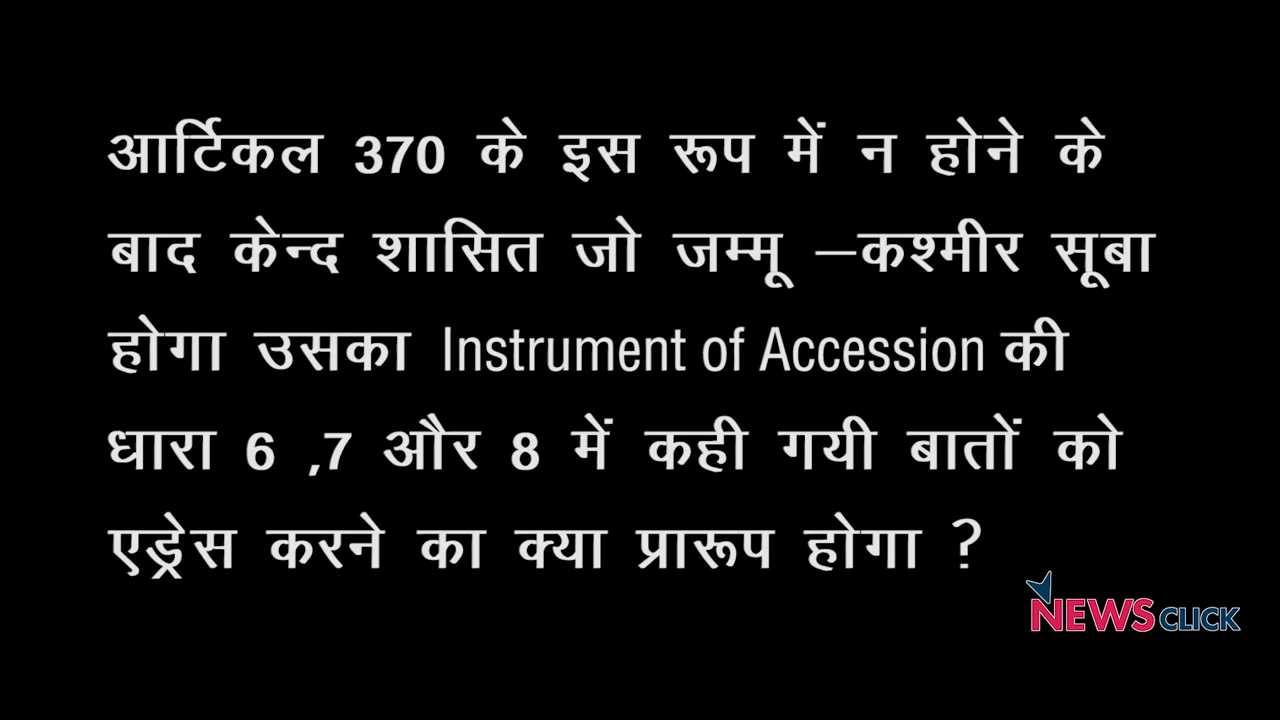 आर्टिकल 370 के इस रूप में न होने के
बाद केन्द शासित जो जम्मू –कश्मीर सूबा
होगा उसका Instrument of Accession की
धारा 6 ,7 और 8 में कही गयी बातों को
एड्रेस करने का क्या प्रारूप होगा ?
NEWSCLICK